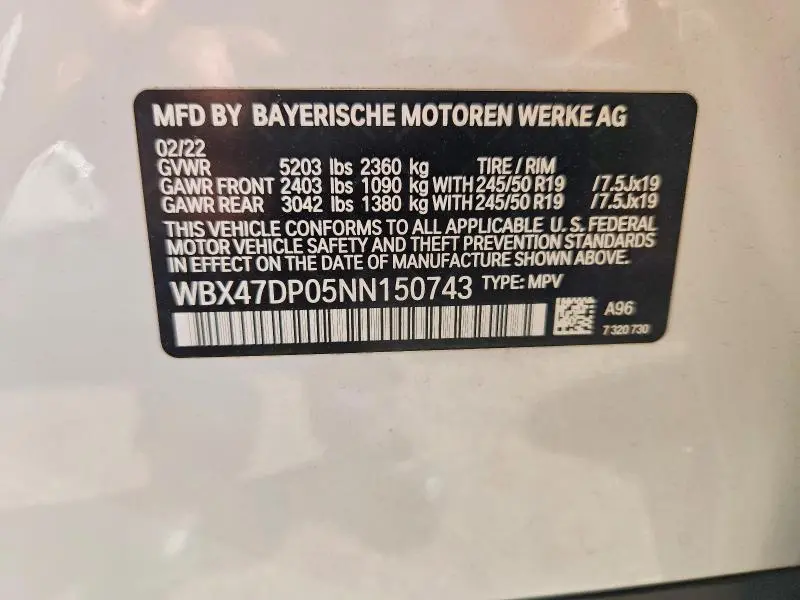 MFD BY BAYERISCHE MOTOREN WERKE AG
02/22
GVWR 5203 lbs 2360 kg TIRE / RIM
GAWR FRONT 2403 lbs 1090 kg WITH 245/50 R19 /7.5Jx19
GAWR REAR 3042 lbs 1380 kg WITH 245/50 R19 /7.5Jx19
THIS VEHICLE CONFORMS TO ALL APPLICABLE U.S. FEDERAL
MOTOR VEHICLE SAFETY AND THEFT PREVENTION STANDARDS
IN EFFECT ON THE DATE OF MANUFACTURE SHOWN ABOVE.
WBX47DP05NN150743 TYPE: MPV
A96
7 320 730